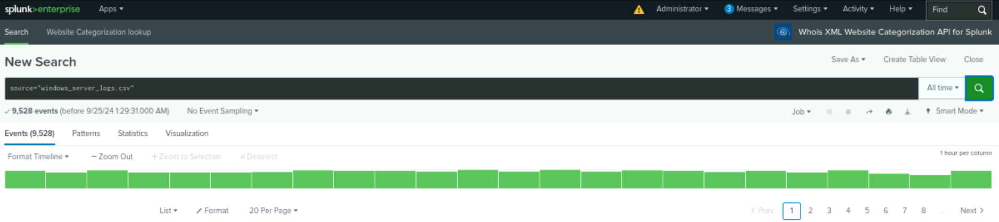 splunk>enterprise Apps Administrator 3 Messages Settings Activity Help Find
Search Website Categorization lookup Whois XML Website Categorization API for Splunk
New Search Save As Create Table View Close
source="windows_server_logs.csv" All time
9,528 events (before 9/25/24 1:29:31.000 AM) No Event Sampling Job Smart Mode
Events (9,528) Patterns Statistics Visualization
Format Timeline — Zoom Out + Zoom to Selection × Deselect 1 hour per column
List Format 20 Per Page < Prev 1 2 3 4 5 6 7 8 ... Next >